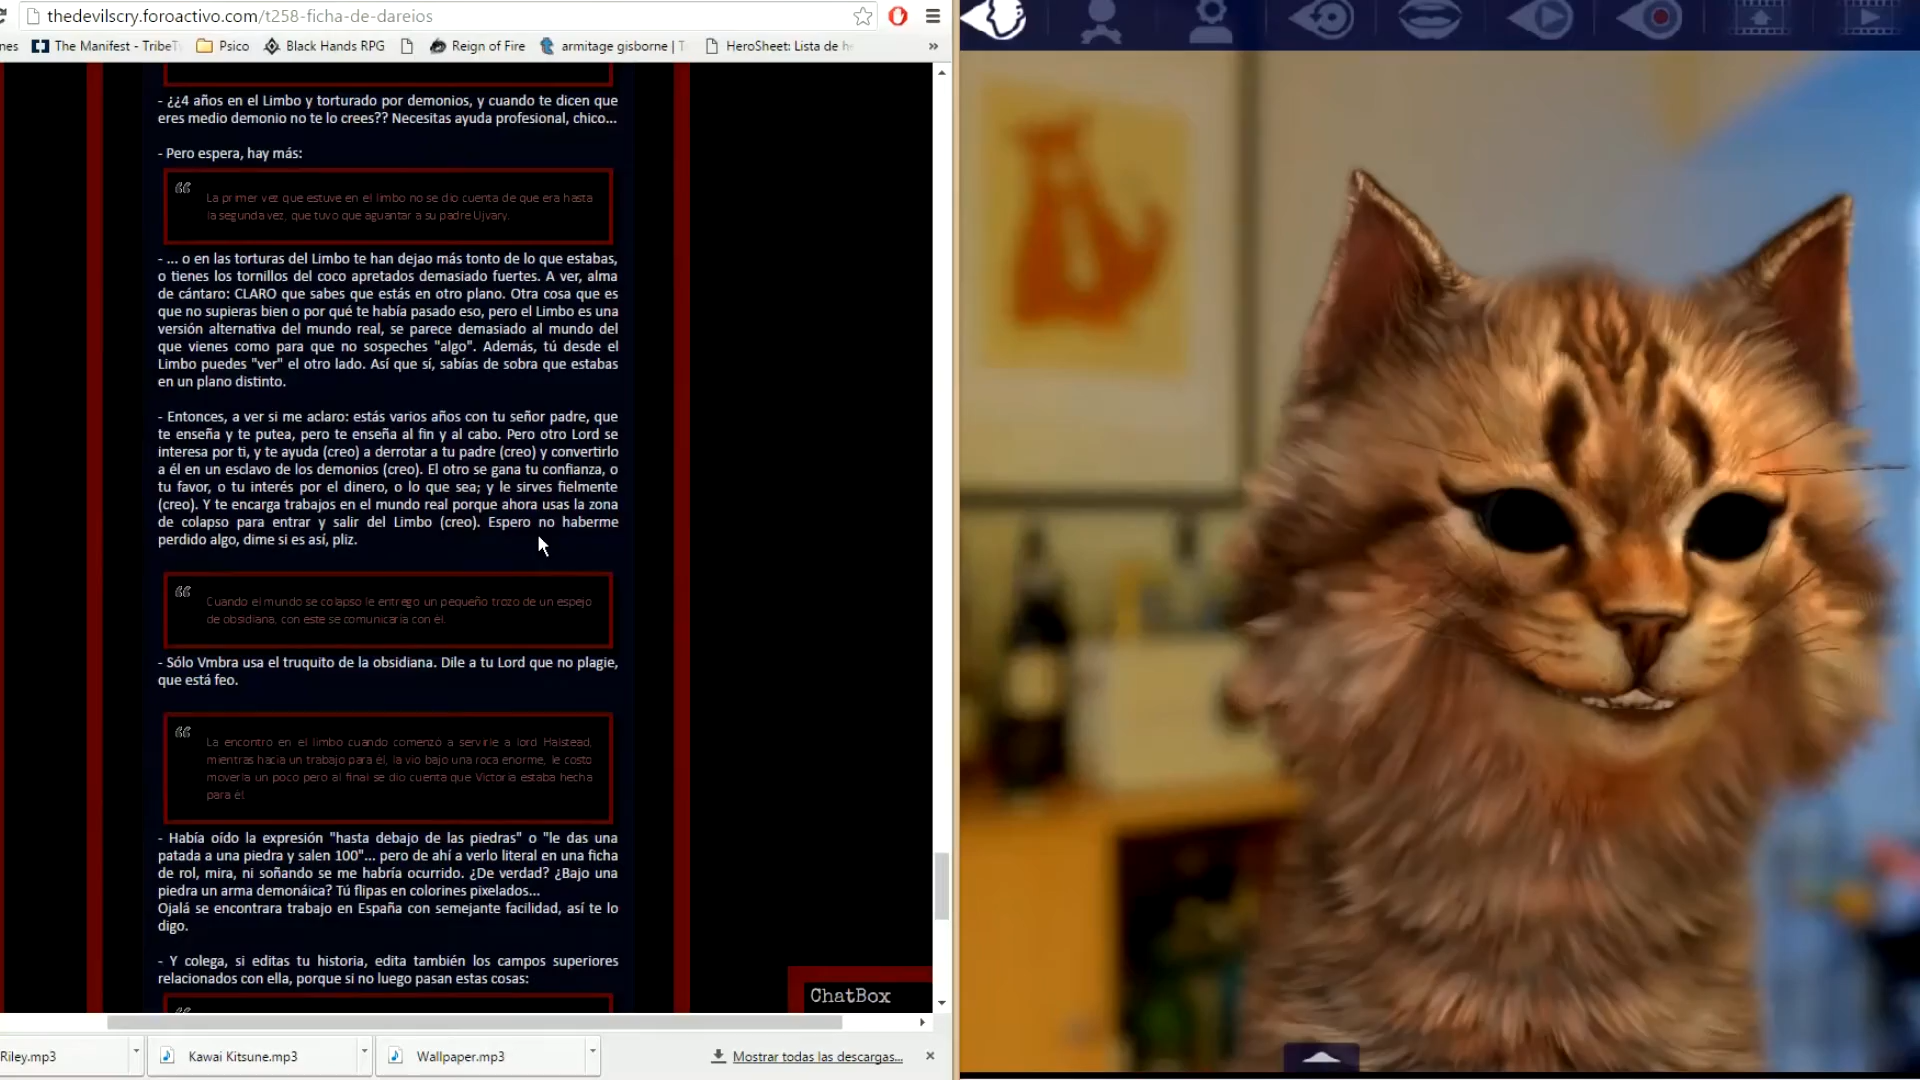 thedevilscry.foroactivo.com/t258-ficha-de-dareios
nes The Manifest - TribeT Psico Black Hands RPG Reign of Fire armitage gisborne | T HeroSheet: Lista de h »
- ¿¿4 años en el Limbo y torturado por demonios, y cuando te dicen que
eres medio demonio no te lo crees?? Necesitas ayuda profesional, chico...
- Pero espera, hay más:
La primer vez que estuve en el limbo no se dio cuenta de que era hasta
la segunda vez, que tuvo que aguantar a su padre Ujvary.
- ... o en las torturas del Limbo te han dejao más tonto de lo que estabas,
o tienes los tornillos del coco apretados demasiado fuertes. A ver, alma
de cántaro: CLARO que sabes que estás en otro plano. Otra cosa que es
que no supieras bien o por qué te había pasado eso, pero el Limbo es una
versión alternativa del mundo real, se parece demasiado al mundo del
que vienes como para que no sospeches "algo". Además, tú desde el
Limbo puedes "ver" el otro lado. Así que sí, sabías de sobra que estabas
en un plano distinto.
- Entonces, a ver si me aclaro: estás varios años con tu señor padre, que
te enseña y te putea, pero te enseña al fin y al cabo. Pero otro Lord se
interesa por ti, y te ayuda (creo) a derrotar a tu padre (creo) y convertirlo
a él en un esclavo de los demonios (creo). El otro se gana tu confianza, o
tu favor, o tu interés por el dinero, o lo que sea; y le sirves fielmente
(creo). Y te encarga trabajos en el mundo real porque ahora usas la zona
de colapso para entrar y salir del Limbo (creo). Espero no haberme
perdido algo, dime si es así, pliz.
Cuando el mundo se colapso le entrego un pequeño trozo de un espejo
de obsidiana, con este se comunicaria con él.
- Sólo Vmbra usa el truquito de la obsidiana. Dile a tu Lord que no plagie,
que está feo.
La encontro en el limbo cuando comenzó a servirle a lord Halstead,
mientras hacia un trabajo para él, la vio bajo una roca enorme, le costo
moverla un poco pero al final se dio cuenta que Victoria estaba hecha
para él.
- Había oído la expresión "hasta debajo de las piedras" o "le das una
patada a una piedra y salen 100"... pero de ahí a verlo literal en una ficha
de rol, mira, ni soñando se me habría ocurrido. ¿De verdad? ¿Bajo una
piedra un arma demonáica? Tú flipas en colorines pixelados...
Ojalá se encontrara trabajo en España con semejante facilidad, así te lo
digo.
- Y colega, si editas tu historia, edita también los campos superiores
relacionados con ella, porque si no luego pasan estas cosas:
ChatBox
Riley.mp3 Kawai Kitsune.mp3 Wallpaper.mp3 Mostrar todas las descargas...